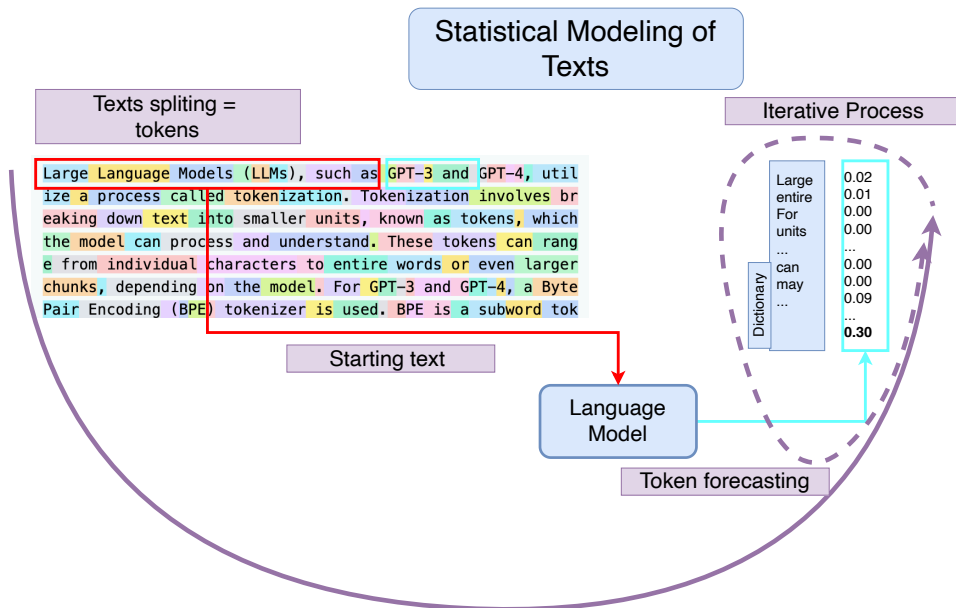 Statistical Modeling of
Texts
Texts spliting =
tokens
Iterative Process
Large Language Models (LLMs), such as GPT-3 and GPT-4, util
ize a process called tokenization. Tokenization involves br
eaking down text into smaller units, known as tokens, which
the model can process and understand. These tokens can rang
e from individual characters to entire words or even larger
chunks, depending on the model. For GPT-3 and GPT-4, a Byte
Pair Encoding (BPE) tokenizer is used. BPE is a subword tok
Dictionary
Large
entire
For
units
...
can
may
...
0.02
0.01
0.00
0.00
...
0.00
0.00
0.09
...
0.30
Starting text
Language
Model
Token forecasting